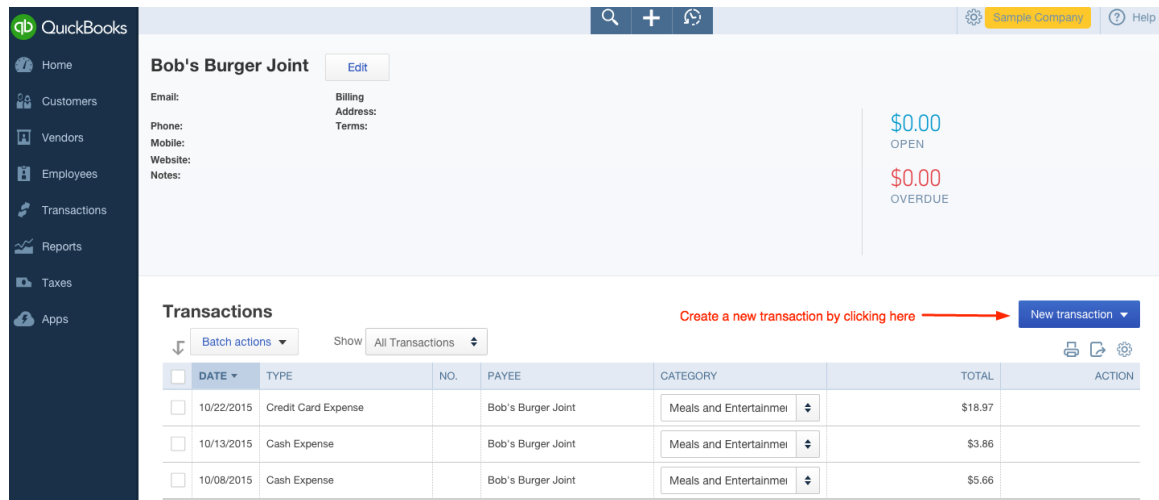 qb QuickBooks
Sample Company
? Help
Home
Customers
Vendors
Employees
Transactions
Reports
Taxes
Apps
Bob's Burger Joint Edit
Email: Billing
Address:
Phone: Terms:
Mobile:
Website:
Notes:
$0.00
OPEN
$0.00
OVERDUE
Transactions
Create a new transaction by clicking here
New transaction
Batch actions Show All Transactions
DATE TYPE NO. PAYEE CATEGORY TOTAL ACTION
10/22/2015 Credit Card Expense Bob's Burger Joint Meals and Entertainmer $18.97
10/13/2015 Cash Expense Bob's Burger Joint Meals and Entertainmer $3.86
10/08/2015 Cash Expense Bob's Burger Joint Meals and Entertainmer $5.66